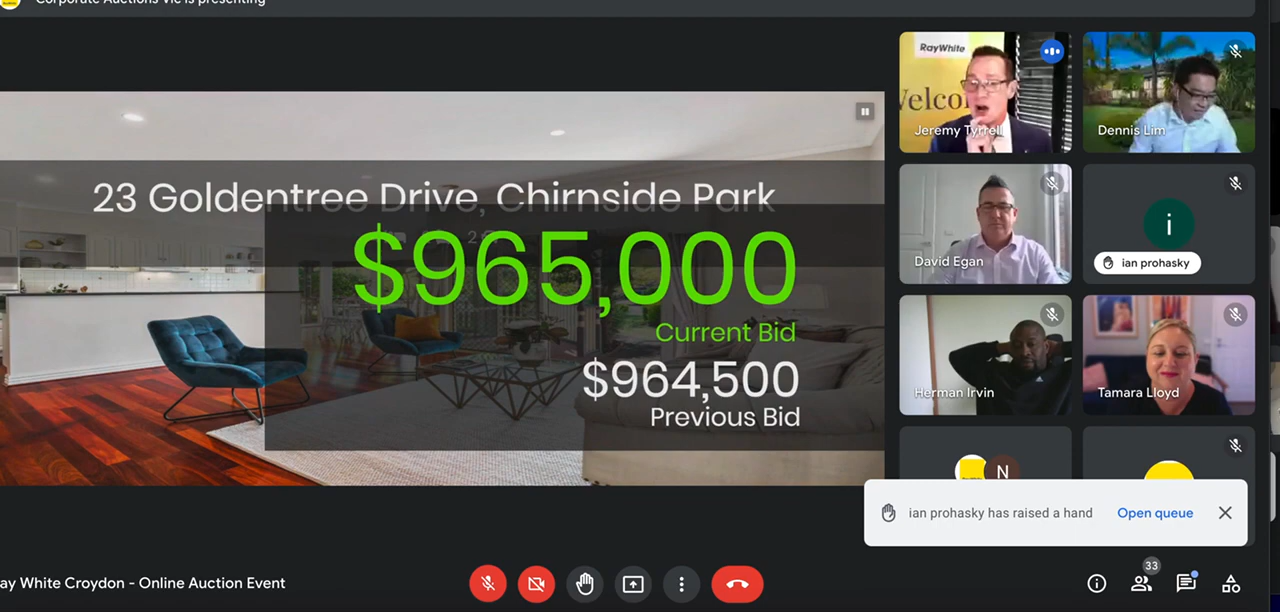 Corporate Auctions Vic is presenting
23 Goldentree Drive, Chirnside Park
$965,000
Current Bid
$964,500
Previous Bid
RayWhite
Welco
Jeremy Tyrrell
Dennis Lim
David Egan
i
ian prohasky
Herman Irvin
Tamara Lloyd
N
ian prohasky has raised a hand
Open queue
ay White Croydon - Online Auction Event
33